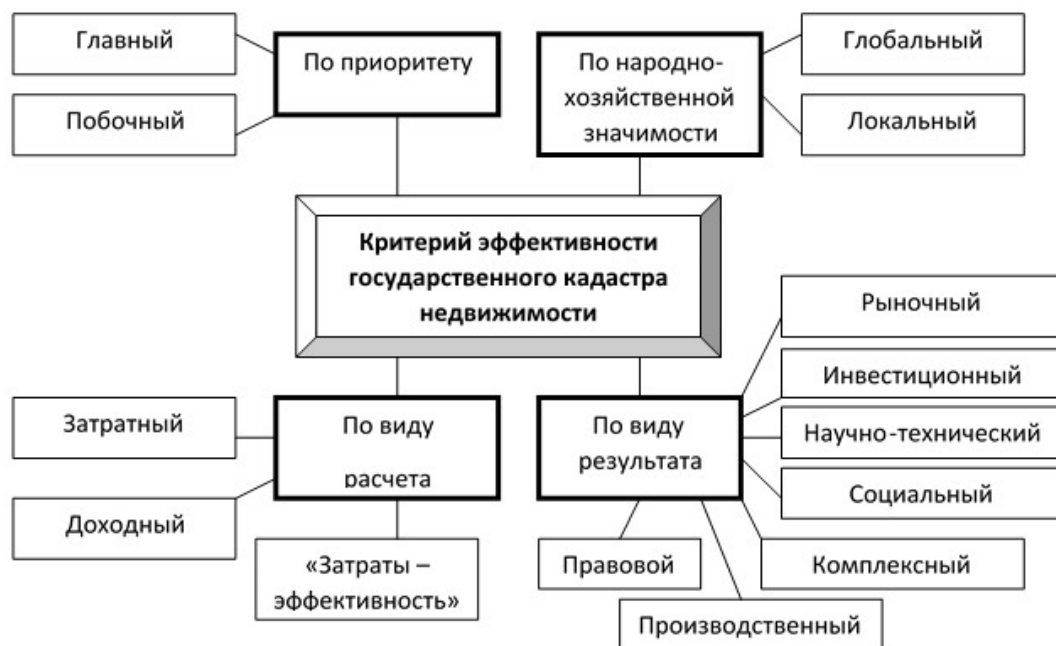 Главный
По приоритету
Побочный
По народно-
хозяйственной
значимости
Глобальный
Локальный
Критерий эффективности
государственного кадастра
недвижимости
Затратный
По виду
расчета
Доходный
«Затраты –
эффективность»
По виду
результата
Рыночный
Инвестиционный
Научно-технический
Социальный
Комплексный
Правовой
Производственный